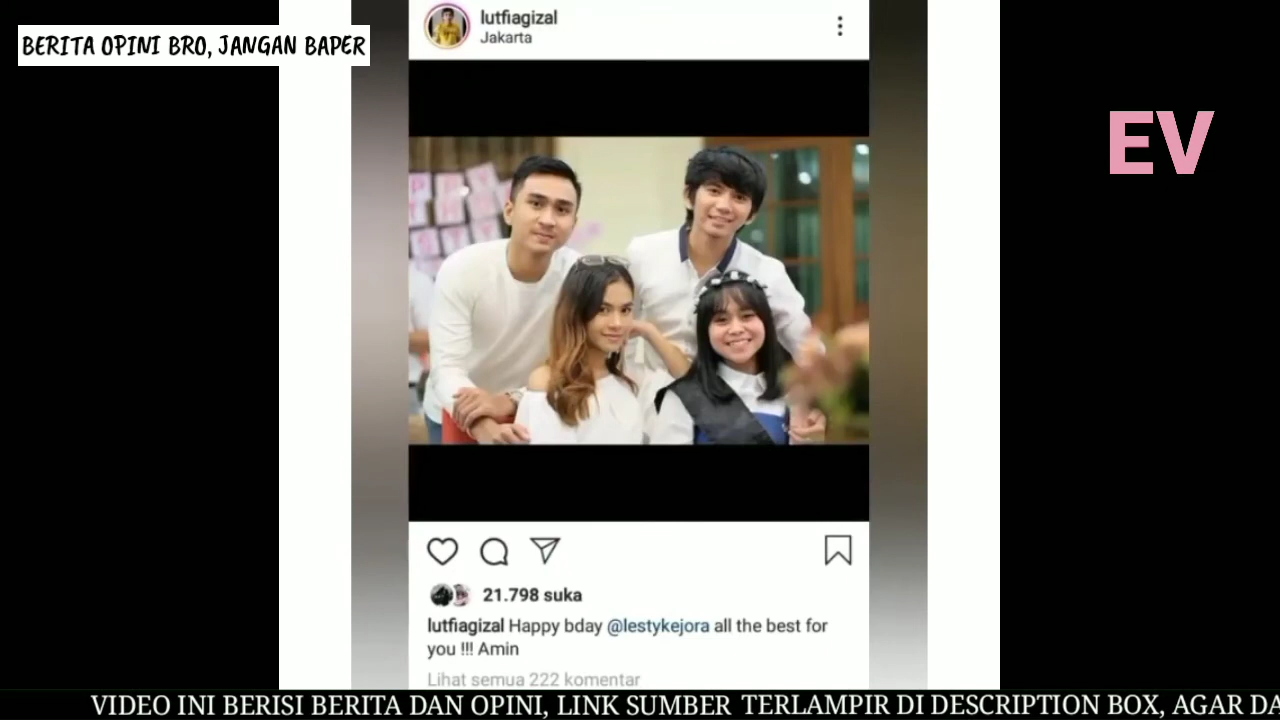 BERITA OPINI BRO, JANGAN BAPER
lutfiagizal
Jakarta
EV
21.798 suka
lutfiagizal Happy bday @lestykejora all the best for
you !!! Amin
Lihat semua 222 komentar
VIDEO INI BERISI BERITA DAN OPINI, LINK SUMBER TERLAMPIR DI DESCRIPTION BOX, AGAR DA